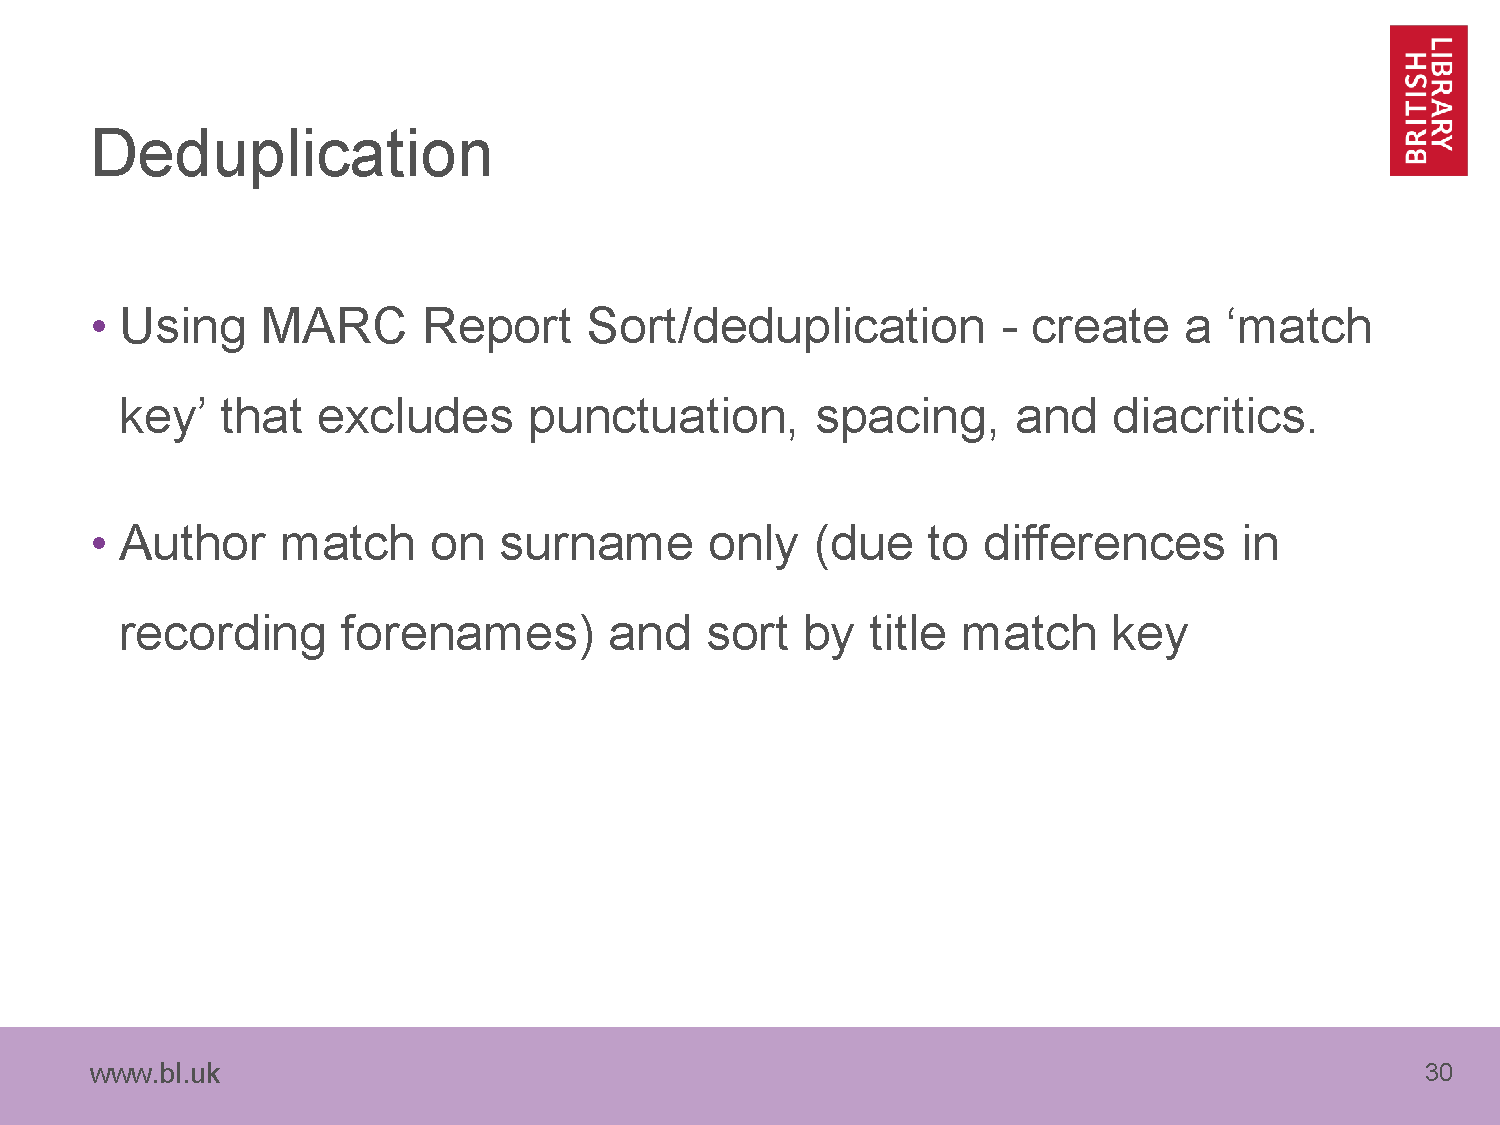 BRITISH
LIBRARY
Deduplication
• Using MARC Report Sort/deduplication - create a ‘match
key’ that excludes punctuation, spacing, and diacritics.
• Author match on surname only (due to differences in
recording forenames) and sort by title match key
www.bl.uk
30